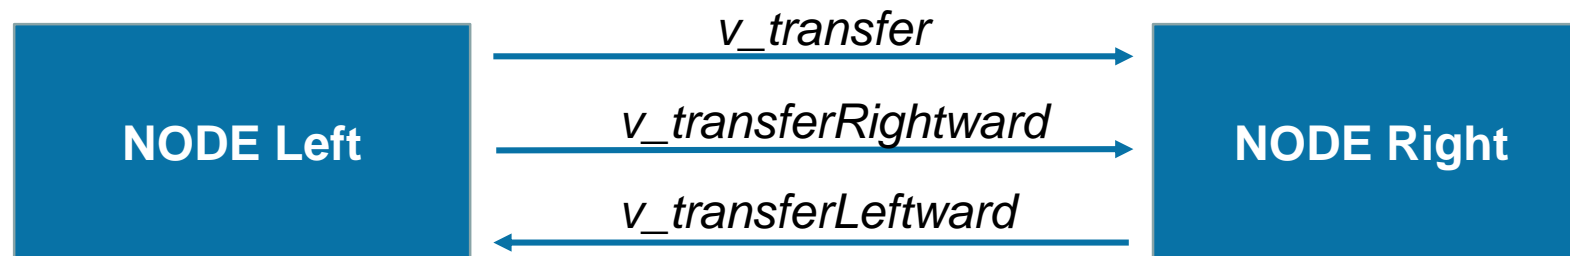 v_transfer
NODE Left
v_transferRightward
NODE Right
v_transferLeftward